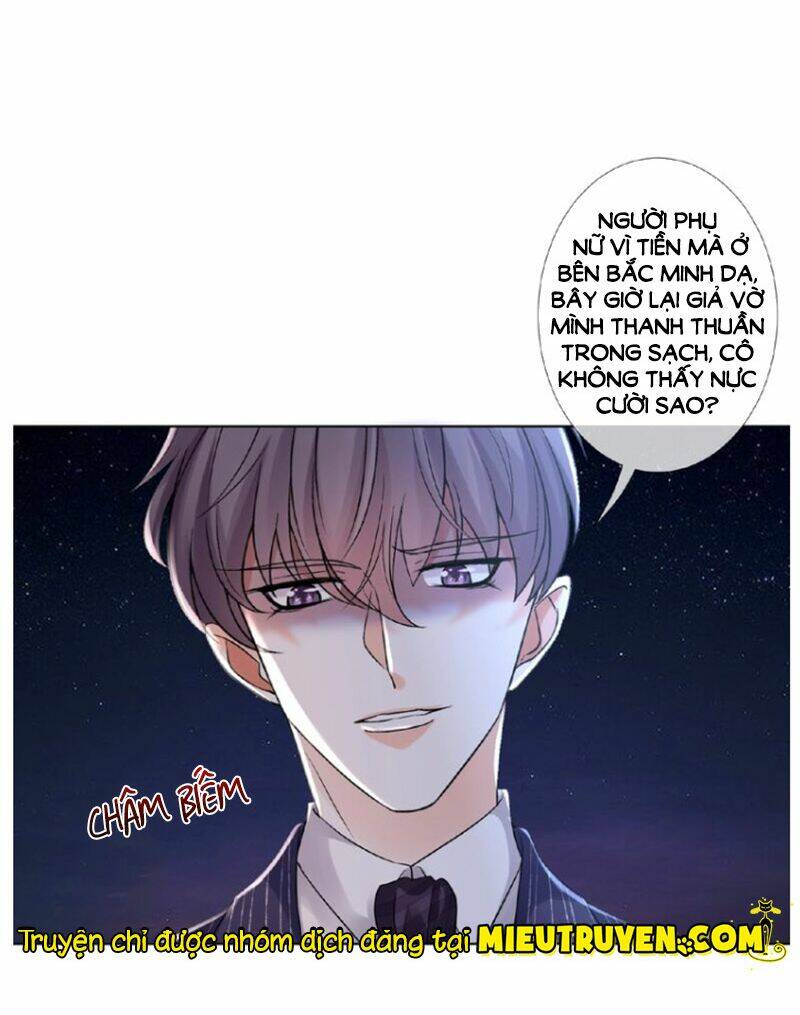 NGƯỜI PHỤ
NỮ VÌ TIỀN MÀ Ở
BÊN BẮC MINH DẠ,
BÂY GIỜ LẠI GIẢ VỜ
MÌNH THANH THUẦN
TRONG SẠCH, CÔ
KHÔNG THẤY NỰC
CƯỜI SAO?
CHÂM BIẾM
Truyện chỉ được nhóm dịch đăng tại MIEUTRUYEN.COM